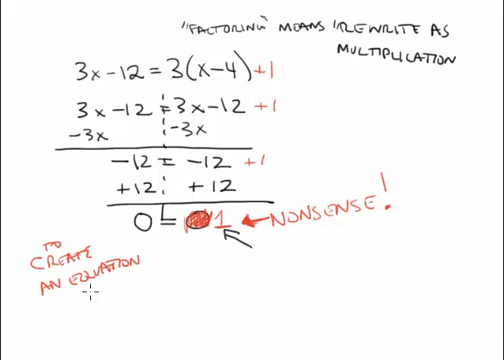 "FACTORING" MEANS "REWRITE AS
MULTIPLICATION
3x-12=3(x-4)+1
3x-12=3x-12+1
-3x -3x
-12=-12+1
+12 +12
0=1 ← NONSENSE!
TO
CREATE
AN EQUATION